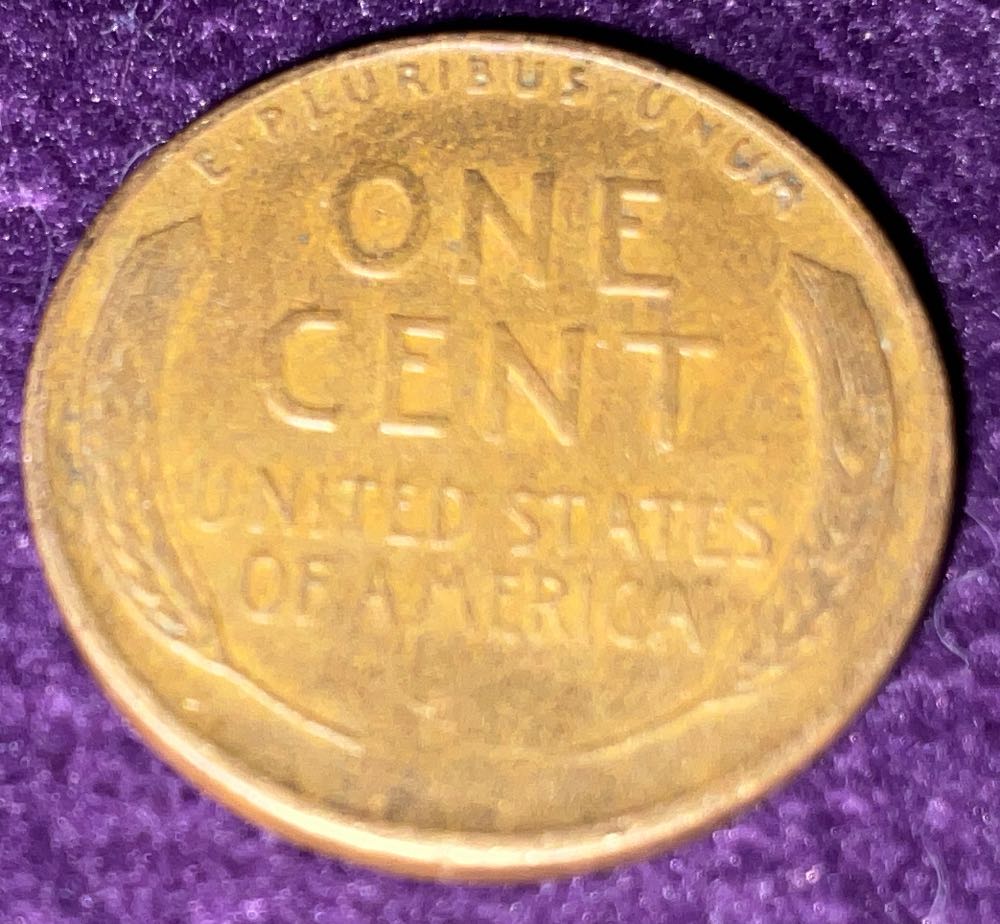 E·PLURIBUS·UNUM
ONE
CENT
UNITED STATES
OF AMERICA